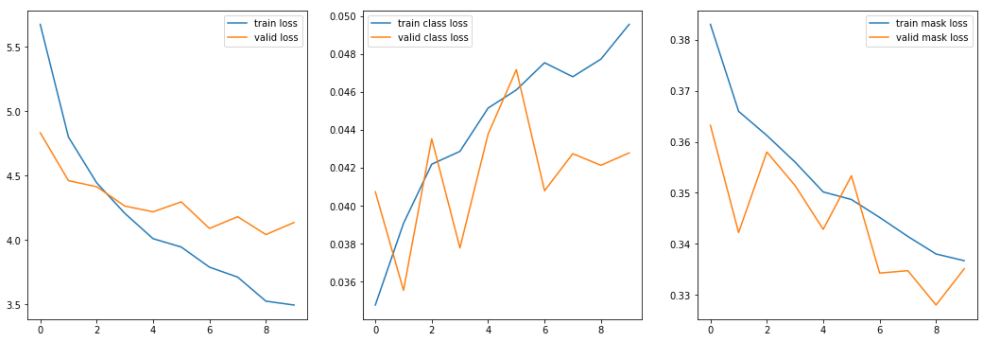 train loss
valid loss
5.5
5.0
4.5
4.0
3.5
0 2 4 6 8
train class loss
valid class loss
0.050
0.048
0.046
0.044
0.042
0.040
0.038
0.036
0 2 4 6 8
train mask loss
valid mask loss
0.38
0.37
0.36
0.35
0.34
0.33
0 2 4 6 8